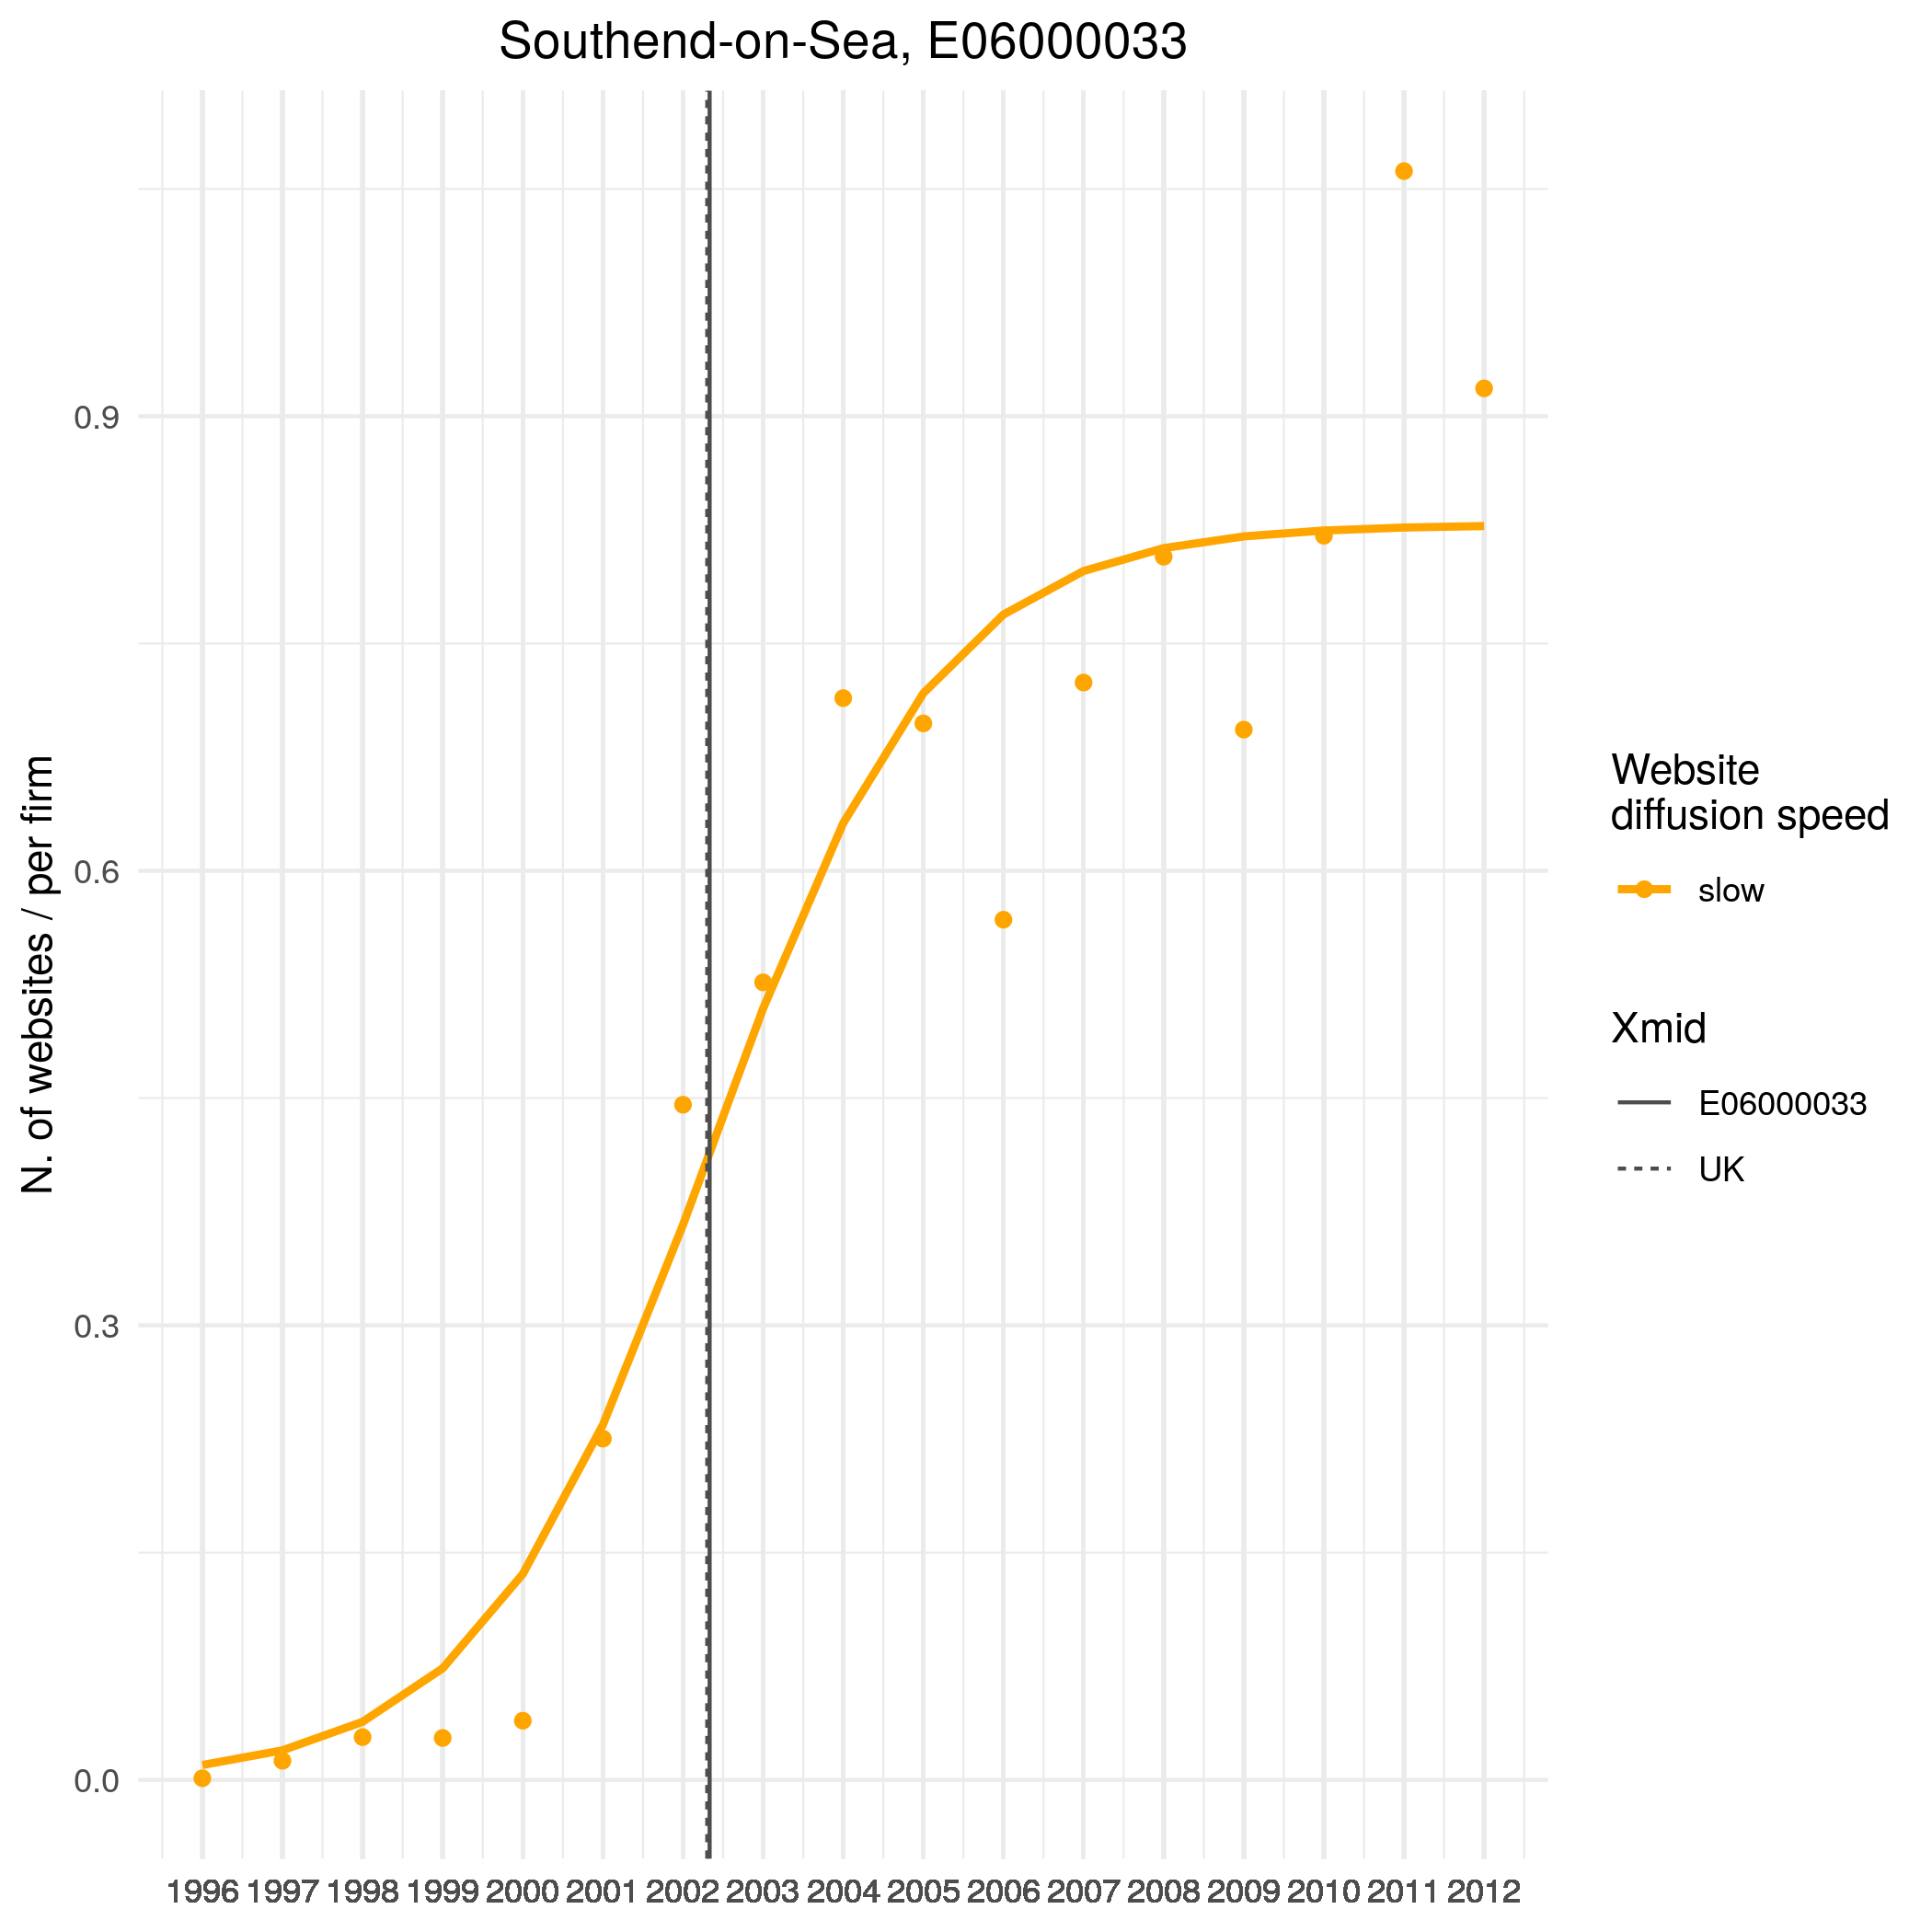 Southend-on-Sea, E06000033
N. of websites / per firm
0.9
0.6
0.3
0.0
1996 1997 1998 1999 2000 2001 2002 2003 2004 2005 2006 2007 2008 2009 2010 2011 2012
Website
diffusion speed
slow
Xmid
E06000033
UK